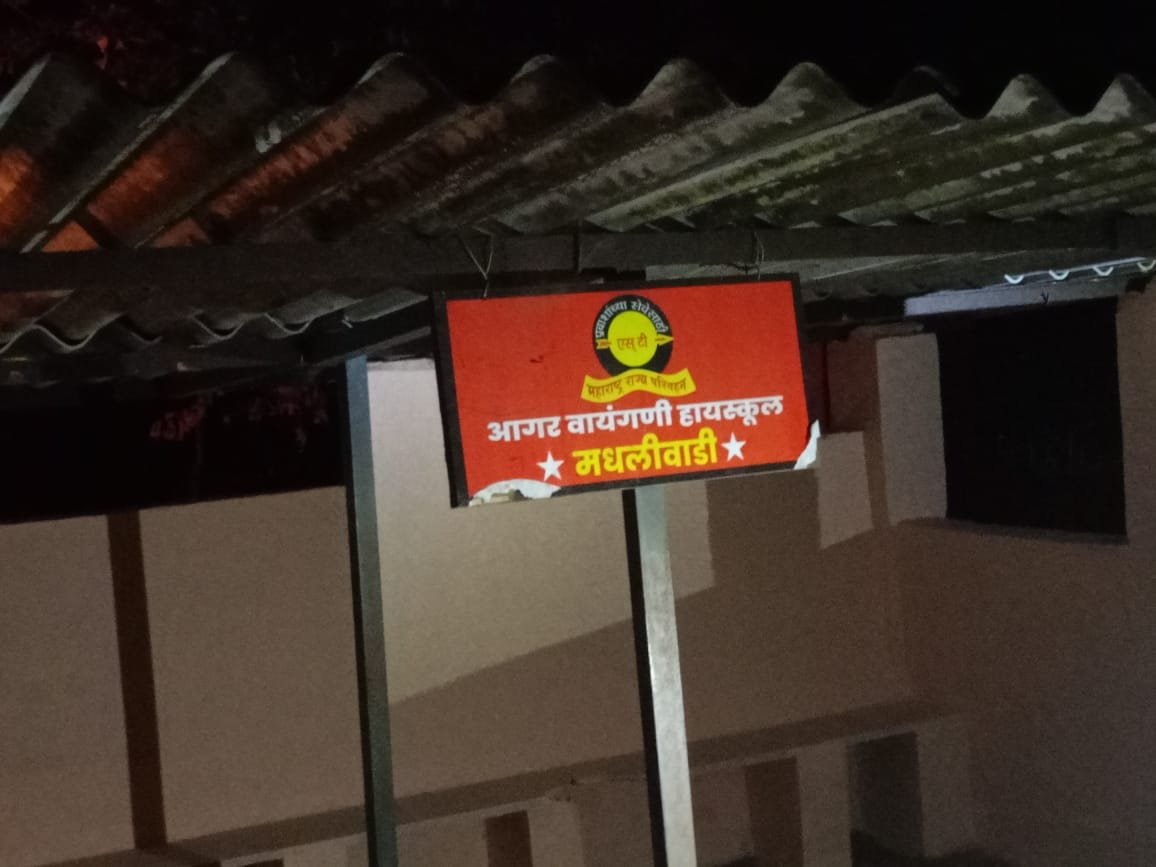 प्रवाशांच्या सेवेसाठी
एस् टी
महाराष्ट्र राज्य परिवहन
आगर वायंगणी हायस्कूल
मधलीवाडी